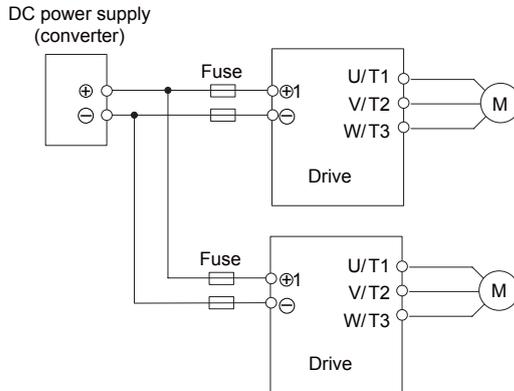 DC power supply
(converter)
⊕
⊖
Fuse
⊕1
⊖
U/T1
V/T2
W/T3
M
Drive
Fuse
⊕1
⊖
U/T1
V/T2
W/T3
M
Drive